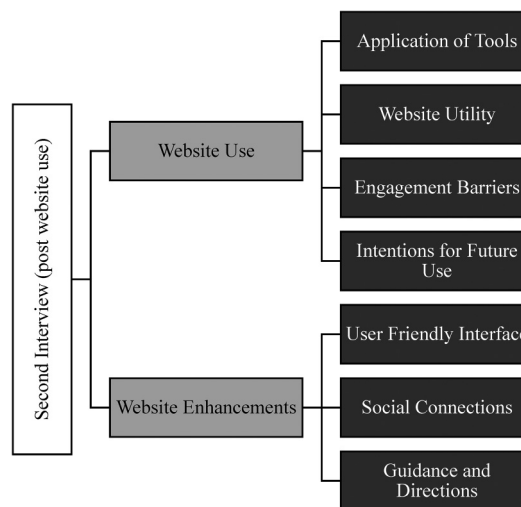 Second Interview (post website use)
Website Use
Application of Tools
Website Utility
Engagement Barriers
Intentions for Future
Use
Website Enhancements
User Friendly Interface
Social Connections
Guidance and
Directions